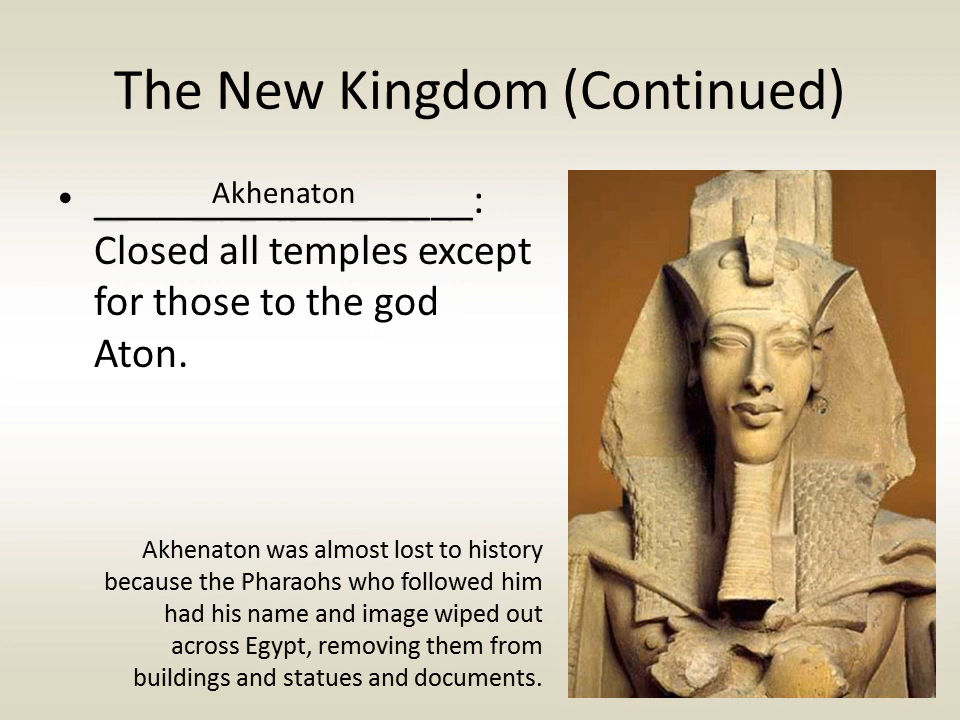 The New Kingdom (Continued)
• ___________________:
Akhenaton
Closed all temples except
for those to the god
Aton.
Akhenaton was almost lost to history
because the Pharaohs who followed him
had his name and image wiped out
across Egypt, removing them from
buildings and statues and documents.